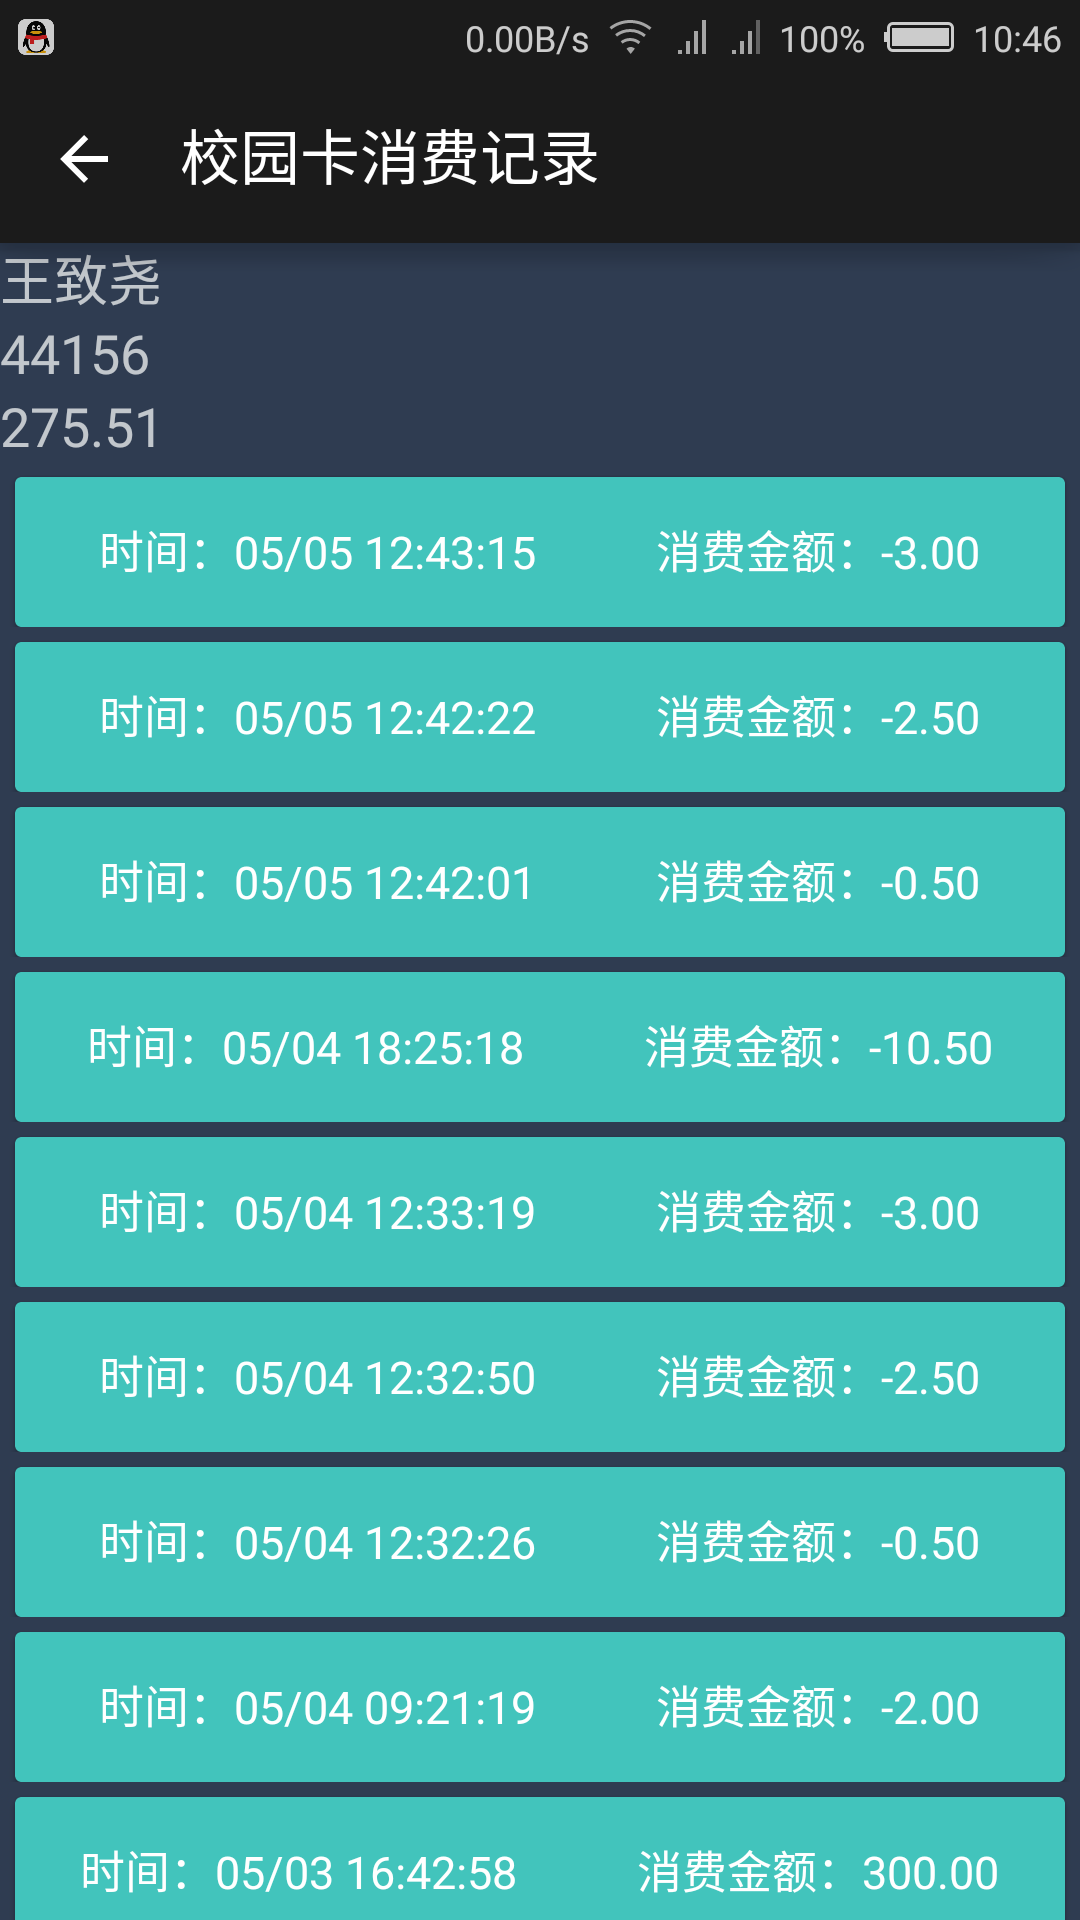 0.00B/s 100% 10:46
校园卡消费记录
王致尧
44156
275.51
时间：05/05 12:43:15 消费金额：-3.00
时间：05/05 12:42:22 消费金额：-2.50
时间：05/05 12:42:01 消费金额：-0.50
时间：05/04 18:25:18 消费金额：-10.50
时间：05/04 12:33:19 消费金额：-3.00
时间：05/04 12:32:50 消费金额：-2.50
时间：05/04 12:32:26 消费金额：-0.50
时间：05/04 09:21:19 消费金额：-2.00
时间：05/03 16:42:58 消费金额：300.00